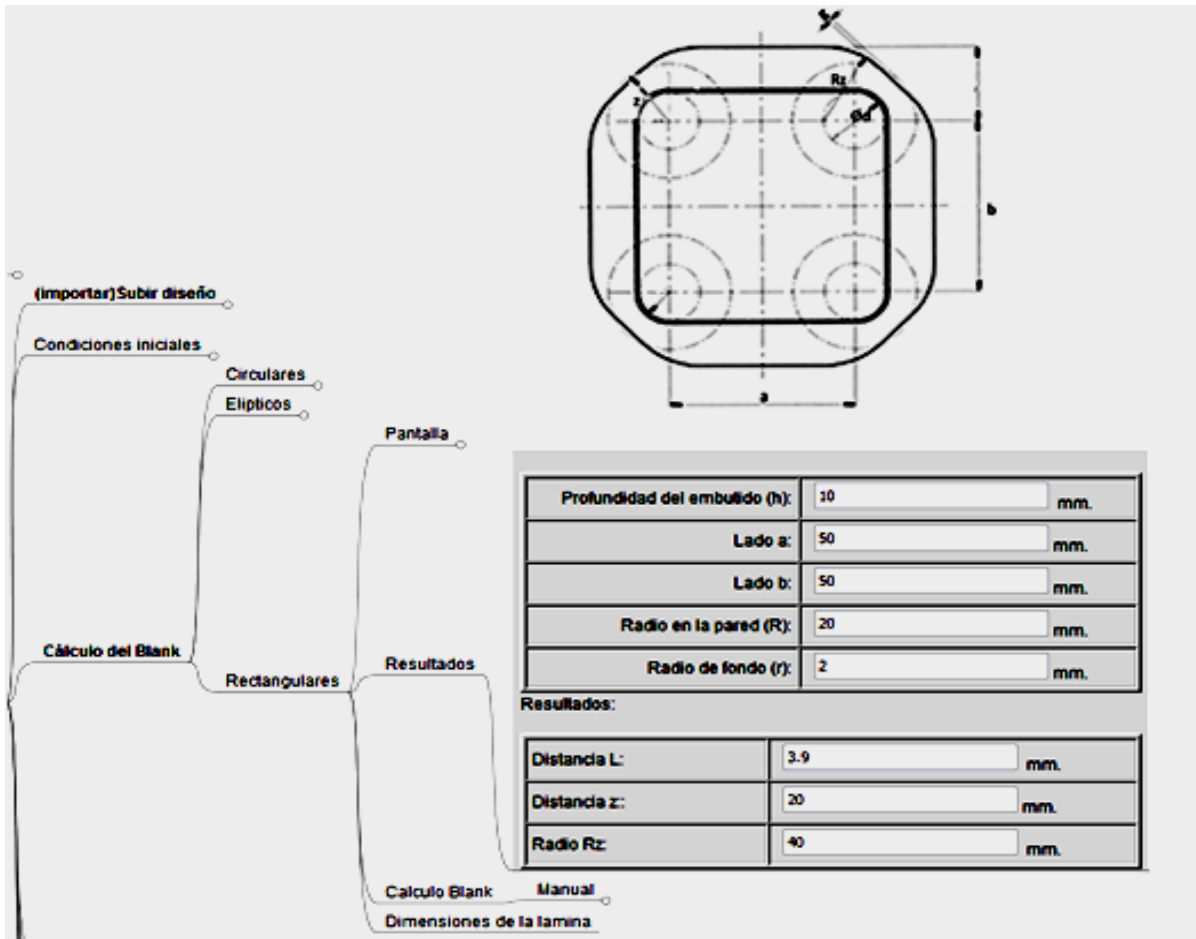 Rz
z
Ød
b
a
(importar)Subir diseño
Condiciones iniciales
Circulares
Elipticos
Pantalla
Profundidad del embutido (h): 10 mm.
Lado a: 50 mm.
Lado b: 50 mm.
Radio en la pared (R): 20 mm.
Radio de fondo (r): 2 mm.
Cálculo del Blank
Resultados
Rectangulares
Resultados:
Distancia L: 3.9 mm.
Distancia z: 20 mm.
Radio Rz: 40 mm.
Calculo Blank
Manual
Dimensiones de la lamina